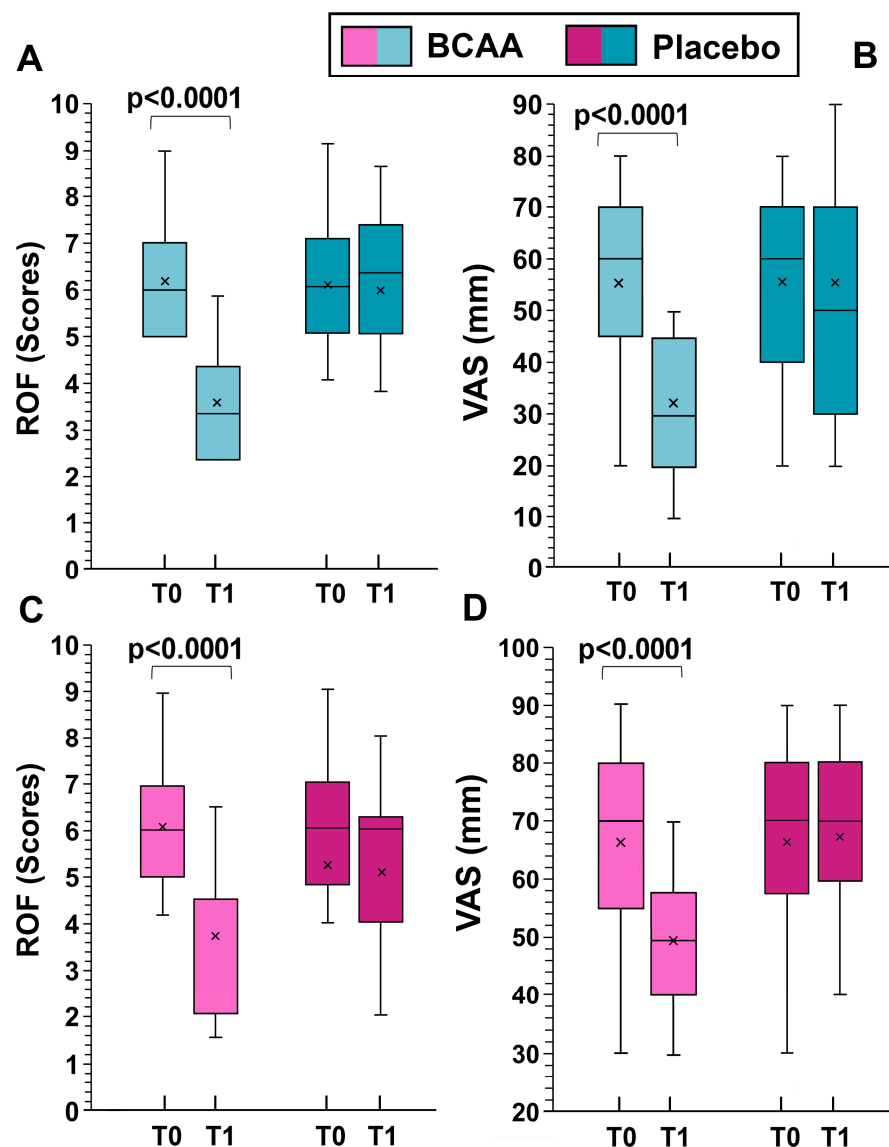 BCAA Placebo
A
p<0.0001
10
9
8
7
6
5
4
3
2
1
0
ROF (Scores)
T0 T1 T0 T1
B
p<0.0001
90
80
70
60
50
40
30
20
10
0
VAS (mm)
T0 T1 T0 T1
C
p<0.0001
10
9
8
7
6
5
4
3
2
1
0
ROF (Scores)
T0 T1 T0 T1
D
p<0.0001
100
90
80
70
60
50
40
30
20
VAS (mm)
T0 T1 T0 T1